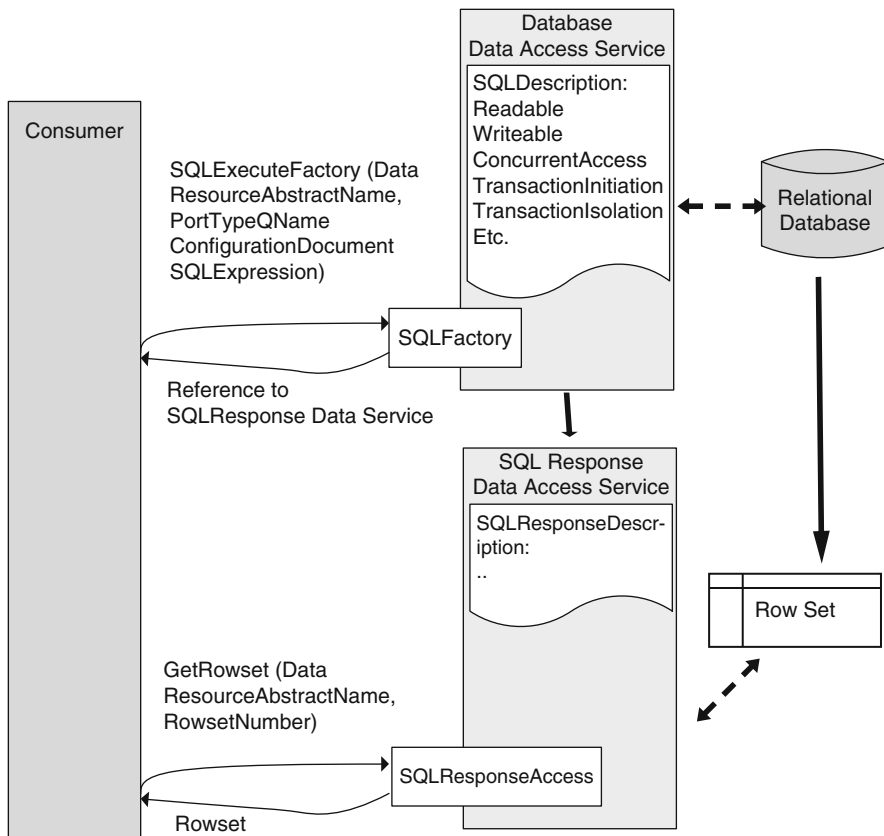 Database
Data Access Service
SQLDescription:
Readable
Writeable
ConcurrentAccess
TransactionInitiation
TransactionIsolation
Etc.
Consumer
SQLExecuteFactory (Data
ResourceAbstractName,
PortTypeQName
ConfigurationDocument
SQLExpression)
Relational
Database
SQLFactory
Reference to
SQLResponse Data Service
SQL Response
Data Access Service
SQLResponseDescr-
iption:
..
Row Set
GetRowset (Data
ResourceAbstractName,
RowsetNumber)
SQLResponseAccess
Rowset